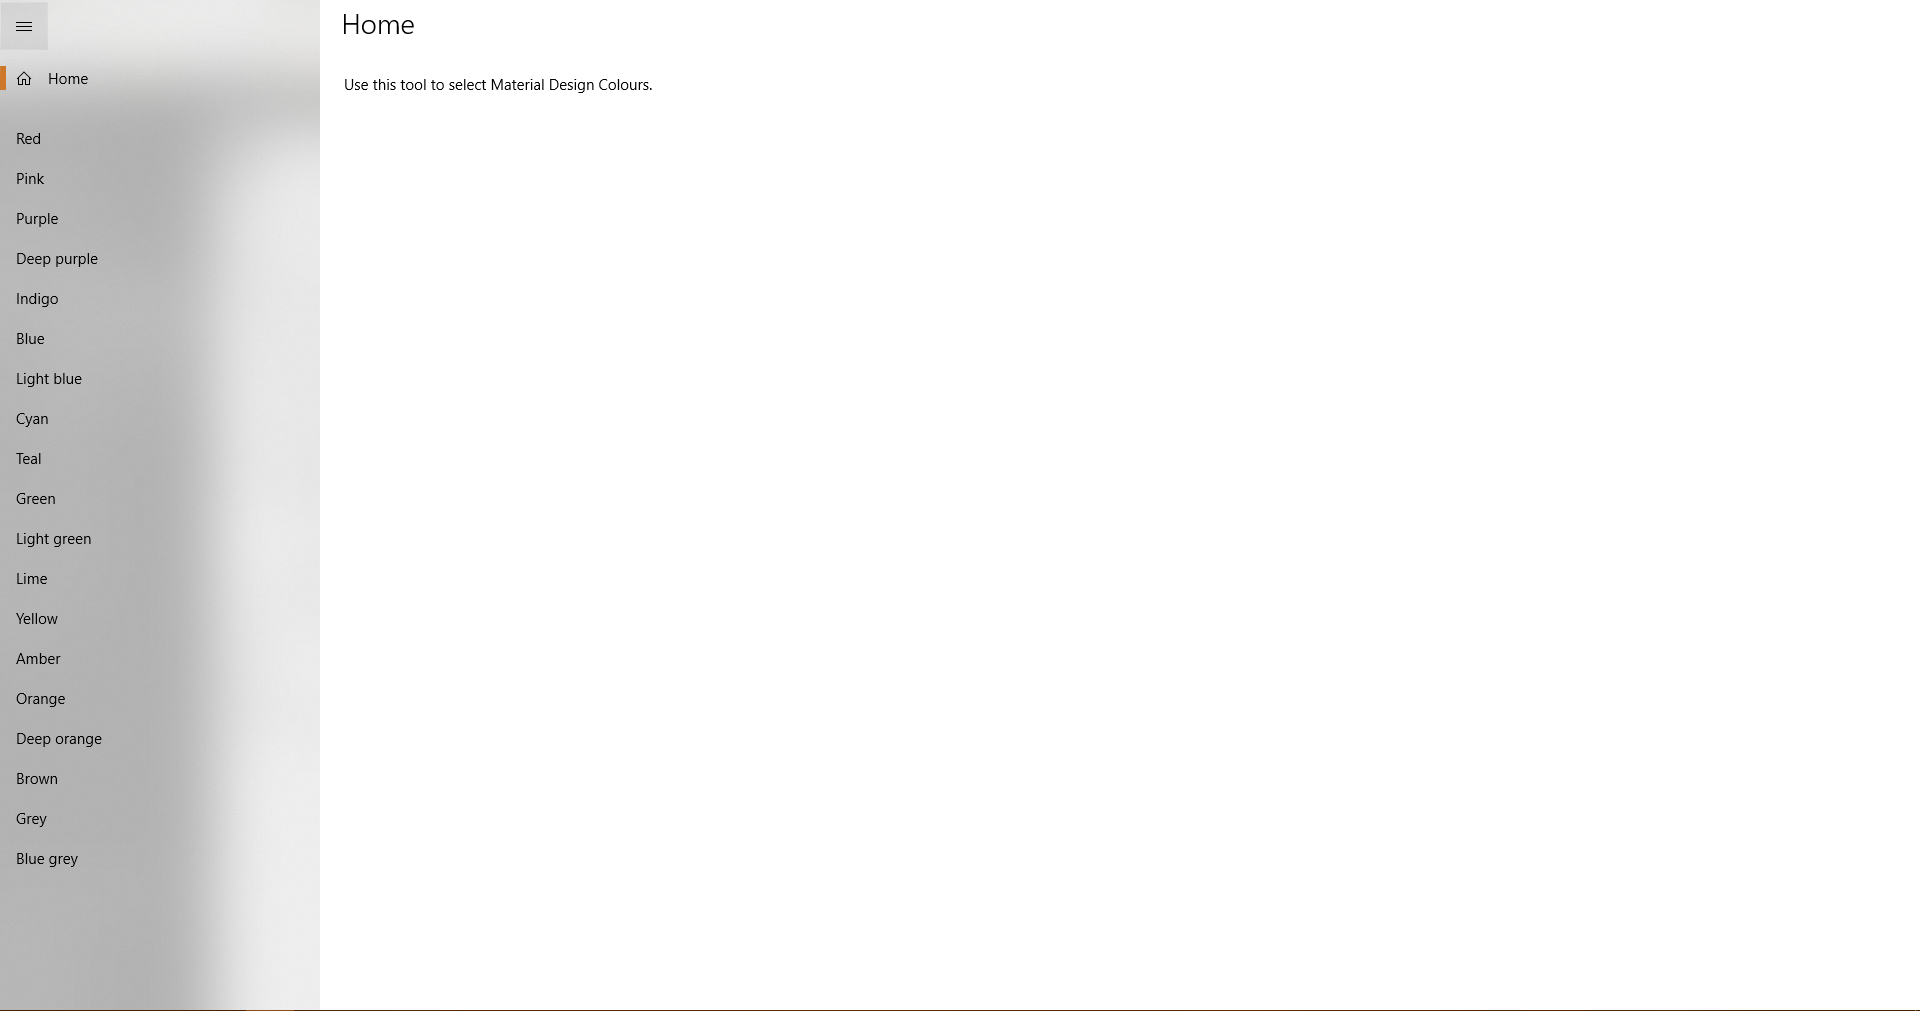 Home
Home
Use this tool to select Material Design Colours.
Red
Pink
Purple
Deep purple
Indigo
Blue
Light blue
Cyan
Teal
Green
Light green
Lime
Yellow
Amber
Orange
Deep orange
Brown
Grey
Blue grey